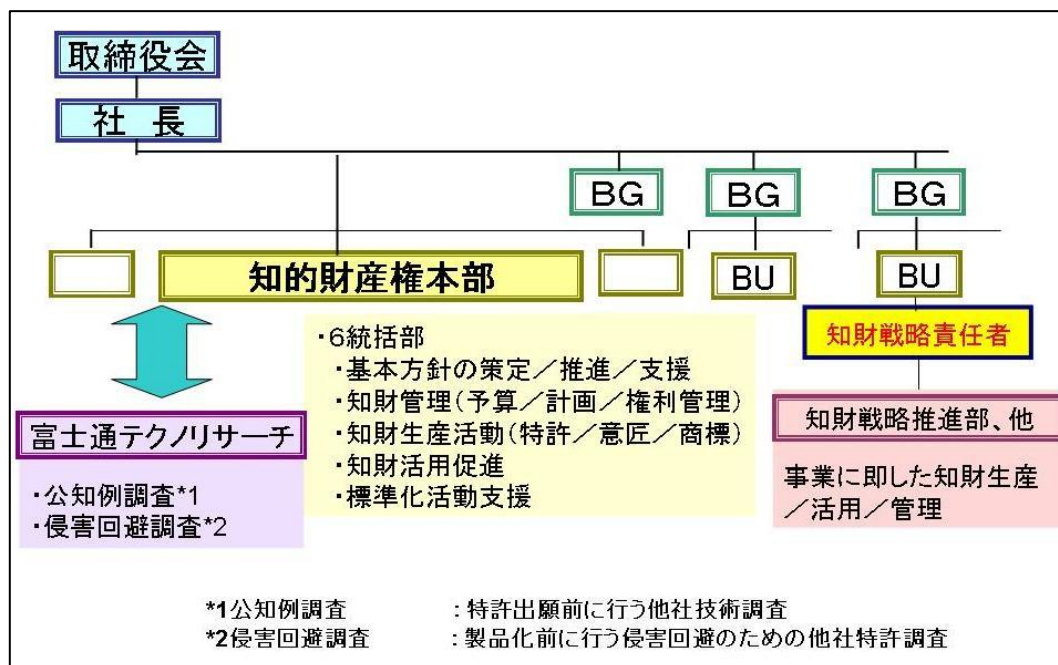 取締役会
社　長
BG
BG
BG
知的財産権本部
BU
BU
・6統括部
・基本方針の策定／推進／支援
・知財管理(予算／計画／権利管理)
・知財生産活動(特許／意匠／商標)
・知財活用促進
・標準化活動支援
知財戦略責任者
知財戦略推進部、他
事業に即した知財生産
／活用／管理
富士通テクノリサーチ
・公知例調査*1
・侵害回避調査*2
*1公知例調査　：特許出願前に行う他社技術調査
*2侵害回避調査　：製品化前に行う侵害回避のための他社特許調査